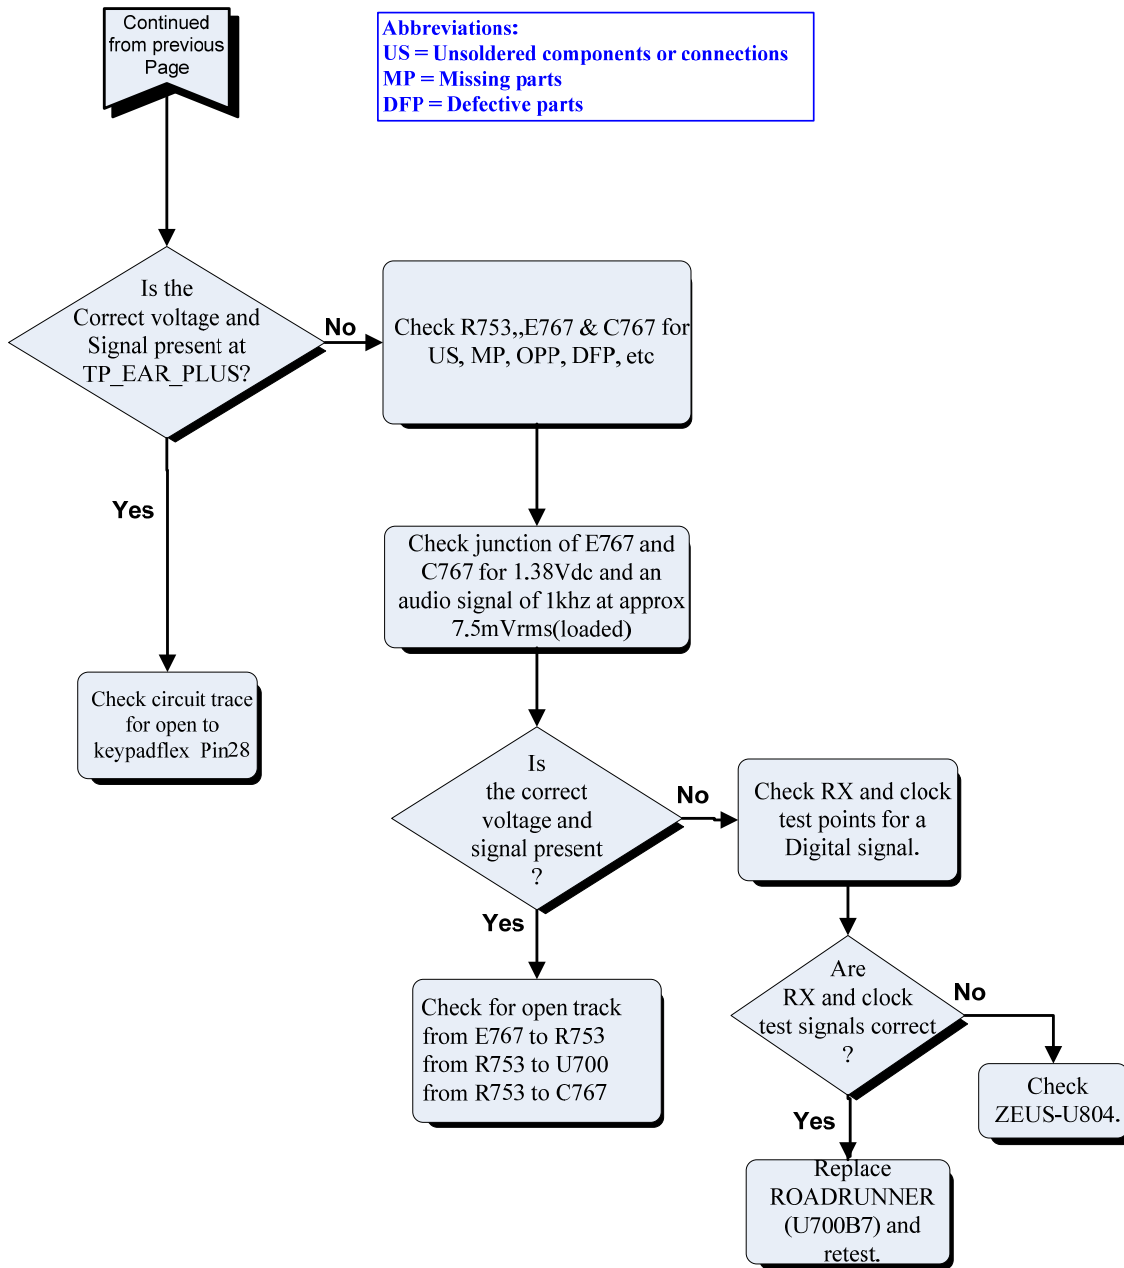 Continued
from previous
Page
Abbreviations:
US = Unsoldered components or connections
MP = Missing parts
DFP = Defective parts
Is the
Correct voltage and
Signal present at
TP_EAR_PLUS?
No
Check R753,,E767 & C767 for
US, MP, OPP, DFP, etc
Yes
Check circuit trace
for open to
keypadflex Pin28
Check junction of E767 and
C767 for 1.38Vdc and an
audio signal of 1khz at approx
7.5mVrms(loaded)
Is
the correct
voltage and
signal present
?
No
Check RX and clock
test points for a
Digital signal.
Yes
Check for open track
from E767 to R753
from R753 to U700
from R753 to C767
Are
RX and clock
test signals correct
?
No
Check
ZEUS-U804.
Yes
Replace
ROADRUNNER
(U700B7) and
retest.